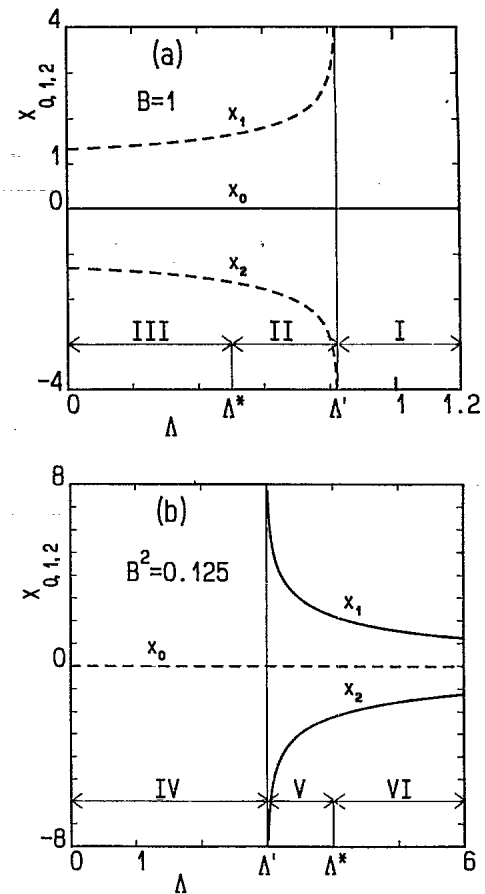 4
(a)
B=1
X₀,₁,₂
x₁
1
x₀
0
x₂
III II I
-4
0 Λ* Λ' 1 1.2
Λ
8
(b)
B²=0.125
X₀,₁,₂
x₁
x₀
0
x₂
IV V VI
-8
0 1 Λ' Λ* 6
Λ